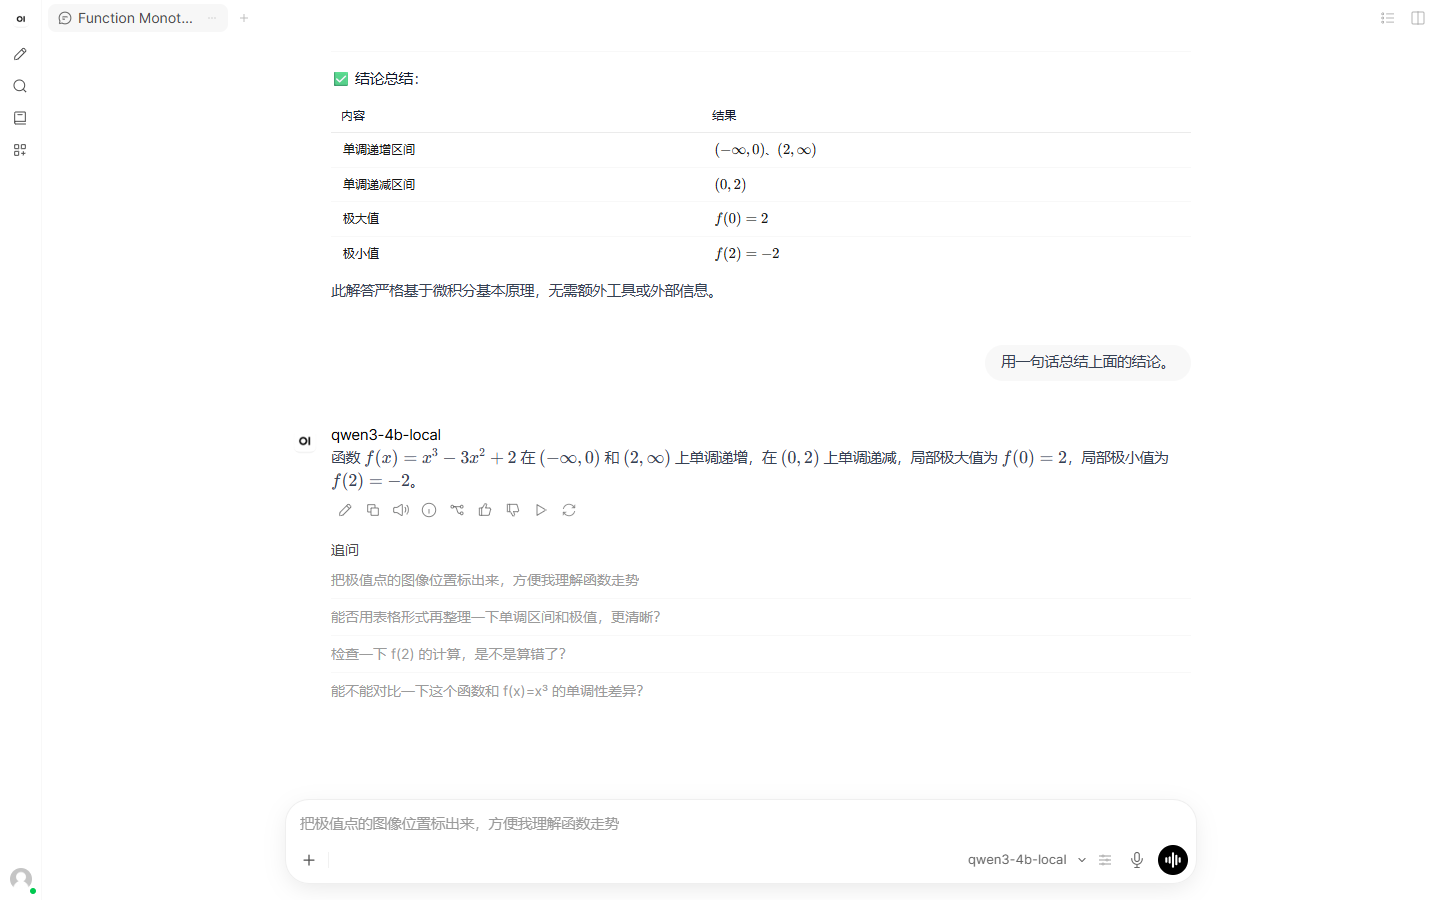 OI
Function Monot...
✅ 结论总结：
内容 结果
单调递增区间 (−∞, 0)、(2, ∞)
单调递减区间 (0, 2)
极大值 f(0) = 2
极小值 f(2) = −2
此解答严格基于微积分基本原理，无需额外工具或外部信息。
用一句话总结上面的结论。
OI
qwen3-4b-local
函数 f(x) = x³ − 3x² + 2 在 (−∞, 0) 和 (2, ∞) 上单调递增，在 (0, 2) 上单调递减，局部极大值为 f(0) = 2，局部极小值为
f(2) = −2。
追问
把极值点的图像位置标出来，方便我理解函数走势
能否用表格形式再整理一下单调区间和极值，更清晰？
检查一下 f(2) 的计算，是不是算错了？
能不能对比一下这个函数和 f(x)=x³ 的单调性差异？
把极值点的图像位置标出来，方便我理解函数走势
qwen3-4b-local